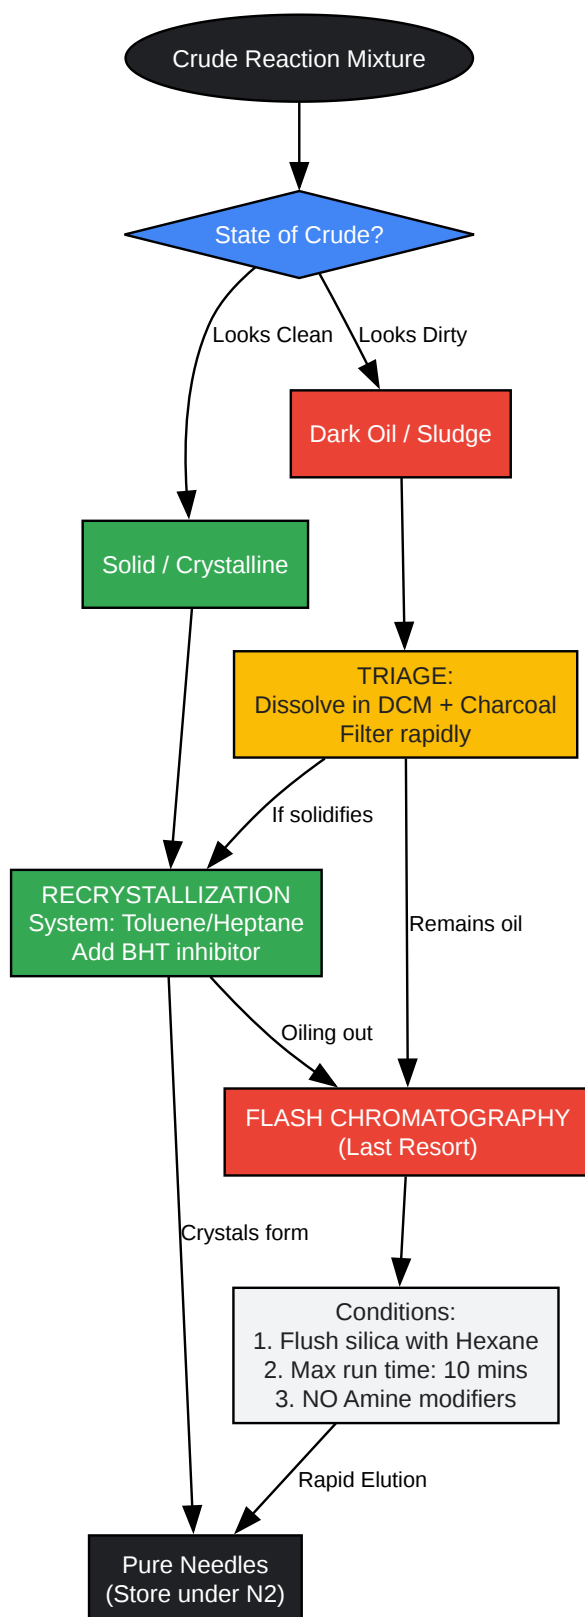 Crude Reaction Mixture
State of Crude?
Looks Clean
Looks Dirty
Dark Oil / Sludge
Solid / Crystalline
TRIAGE:
Dissolve in DCM + Charcoal
Filter rapidly
If solidifies
RECRYSTALLIZATION
System: Toluene/Heptane
Add BHT inhibitor
Remains oil
Oiling out
FLASH CHROMATOGRAPHY
(Last Resort)
Crystals form
Conditions:
1. Flush silica with Hexane
2. Max run time: 10 mins
3. NO Amine modifiers
Rapid Elution
Pure Needles
(Store under N2)